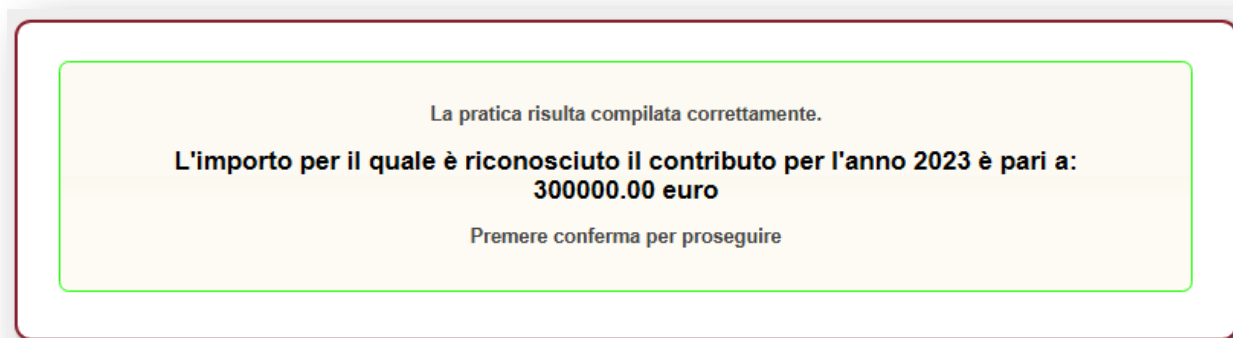 La pratica risulta compilata correttamente.
L'importo per il quale è riconosciuto il contributo per l'anno 2023 è pari a:
300000.00 euro
Premere conferma per proseguire